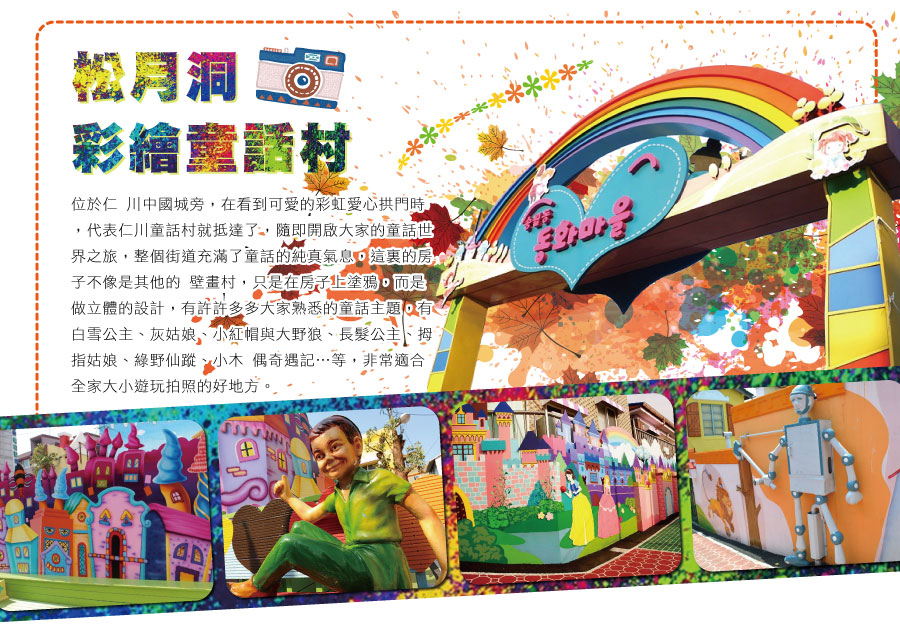 松月洞
彩繪童話村
位於仁 川中國城旁，在看到可愛的彩虹愛心拱門時
，代表仁川童話村就抵達了，隨即開啟大家的童話世
界之旅，整個街道充滿了童話的純真氣息，這裏的房
子不像是其他的 壁畫村，只是在房子上塗鴉，而是
做立體的設計，有許許多多大家熟悉的童話主題，有
白雪公主、灰姑娘、小紅帽與大野狼、長髮公主、拇
指姑娘、綠野仙蹤、小木 偶奇遇記…等，非常適合
全家大小遊玩拍照的好地方。
송월동
동화마을